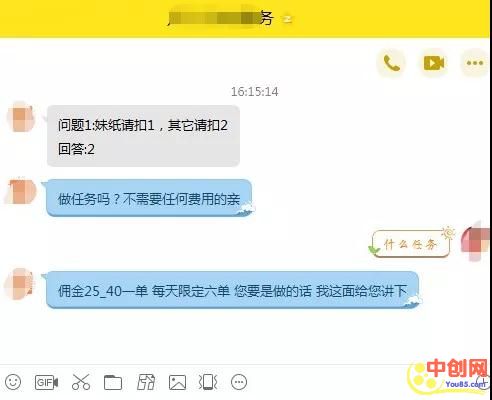 务
16:15:14
问题1:妹纸请扣1，其它请扣2
回答:2
做任务吗？不需要任何费用的亲
什么任务
佣金25_40一单 每天限定六单 您要是做的话 我这面给您讲下
GIF
中创网
You85.com